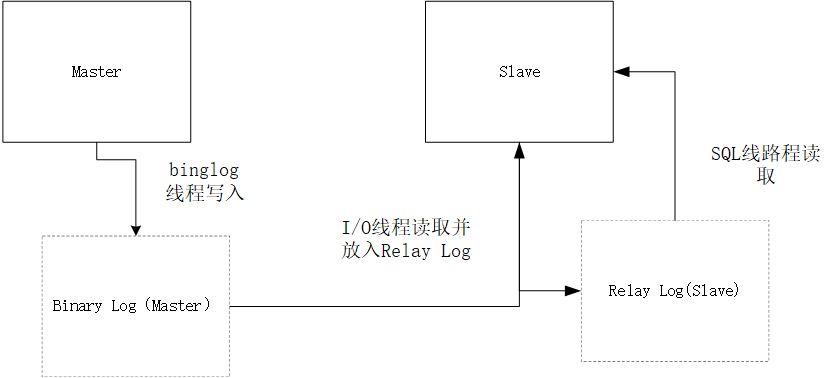 Master
Slave
binglog
线程写入
SQL线路程读
取
I/O线程读取并
放入Relay Log
Binary Log（Master）
Relay Log(Slave)